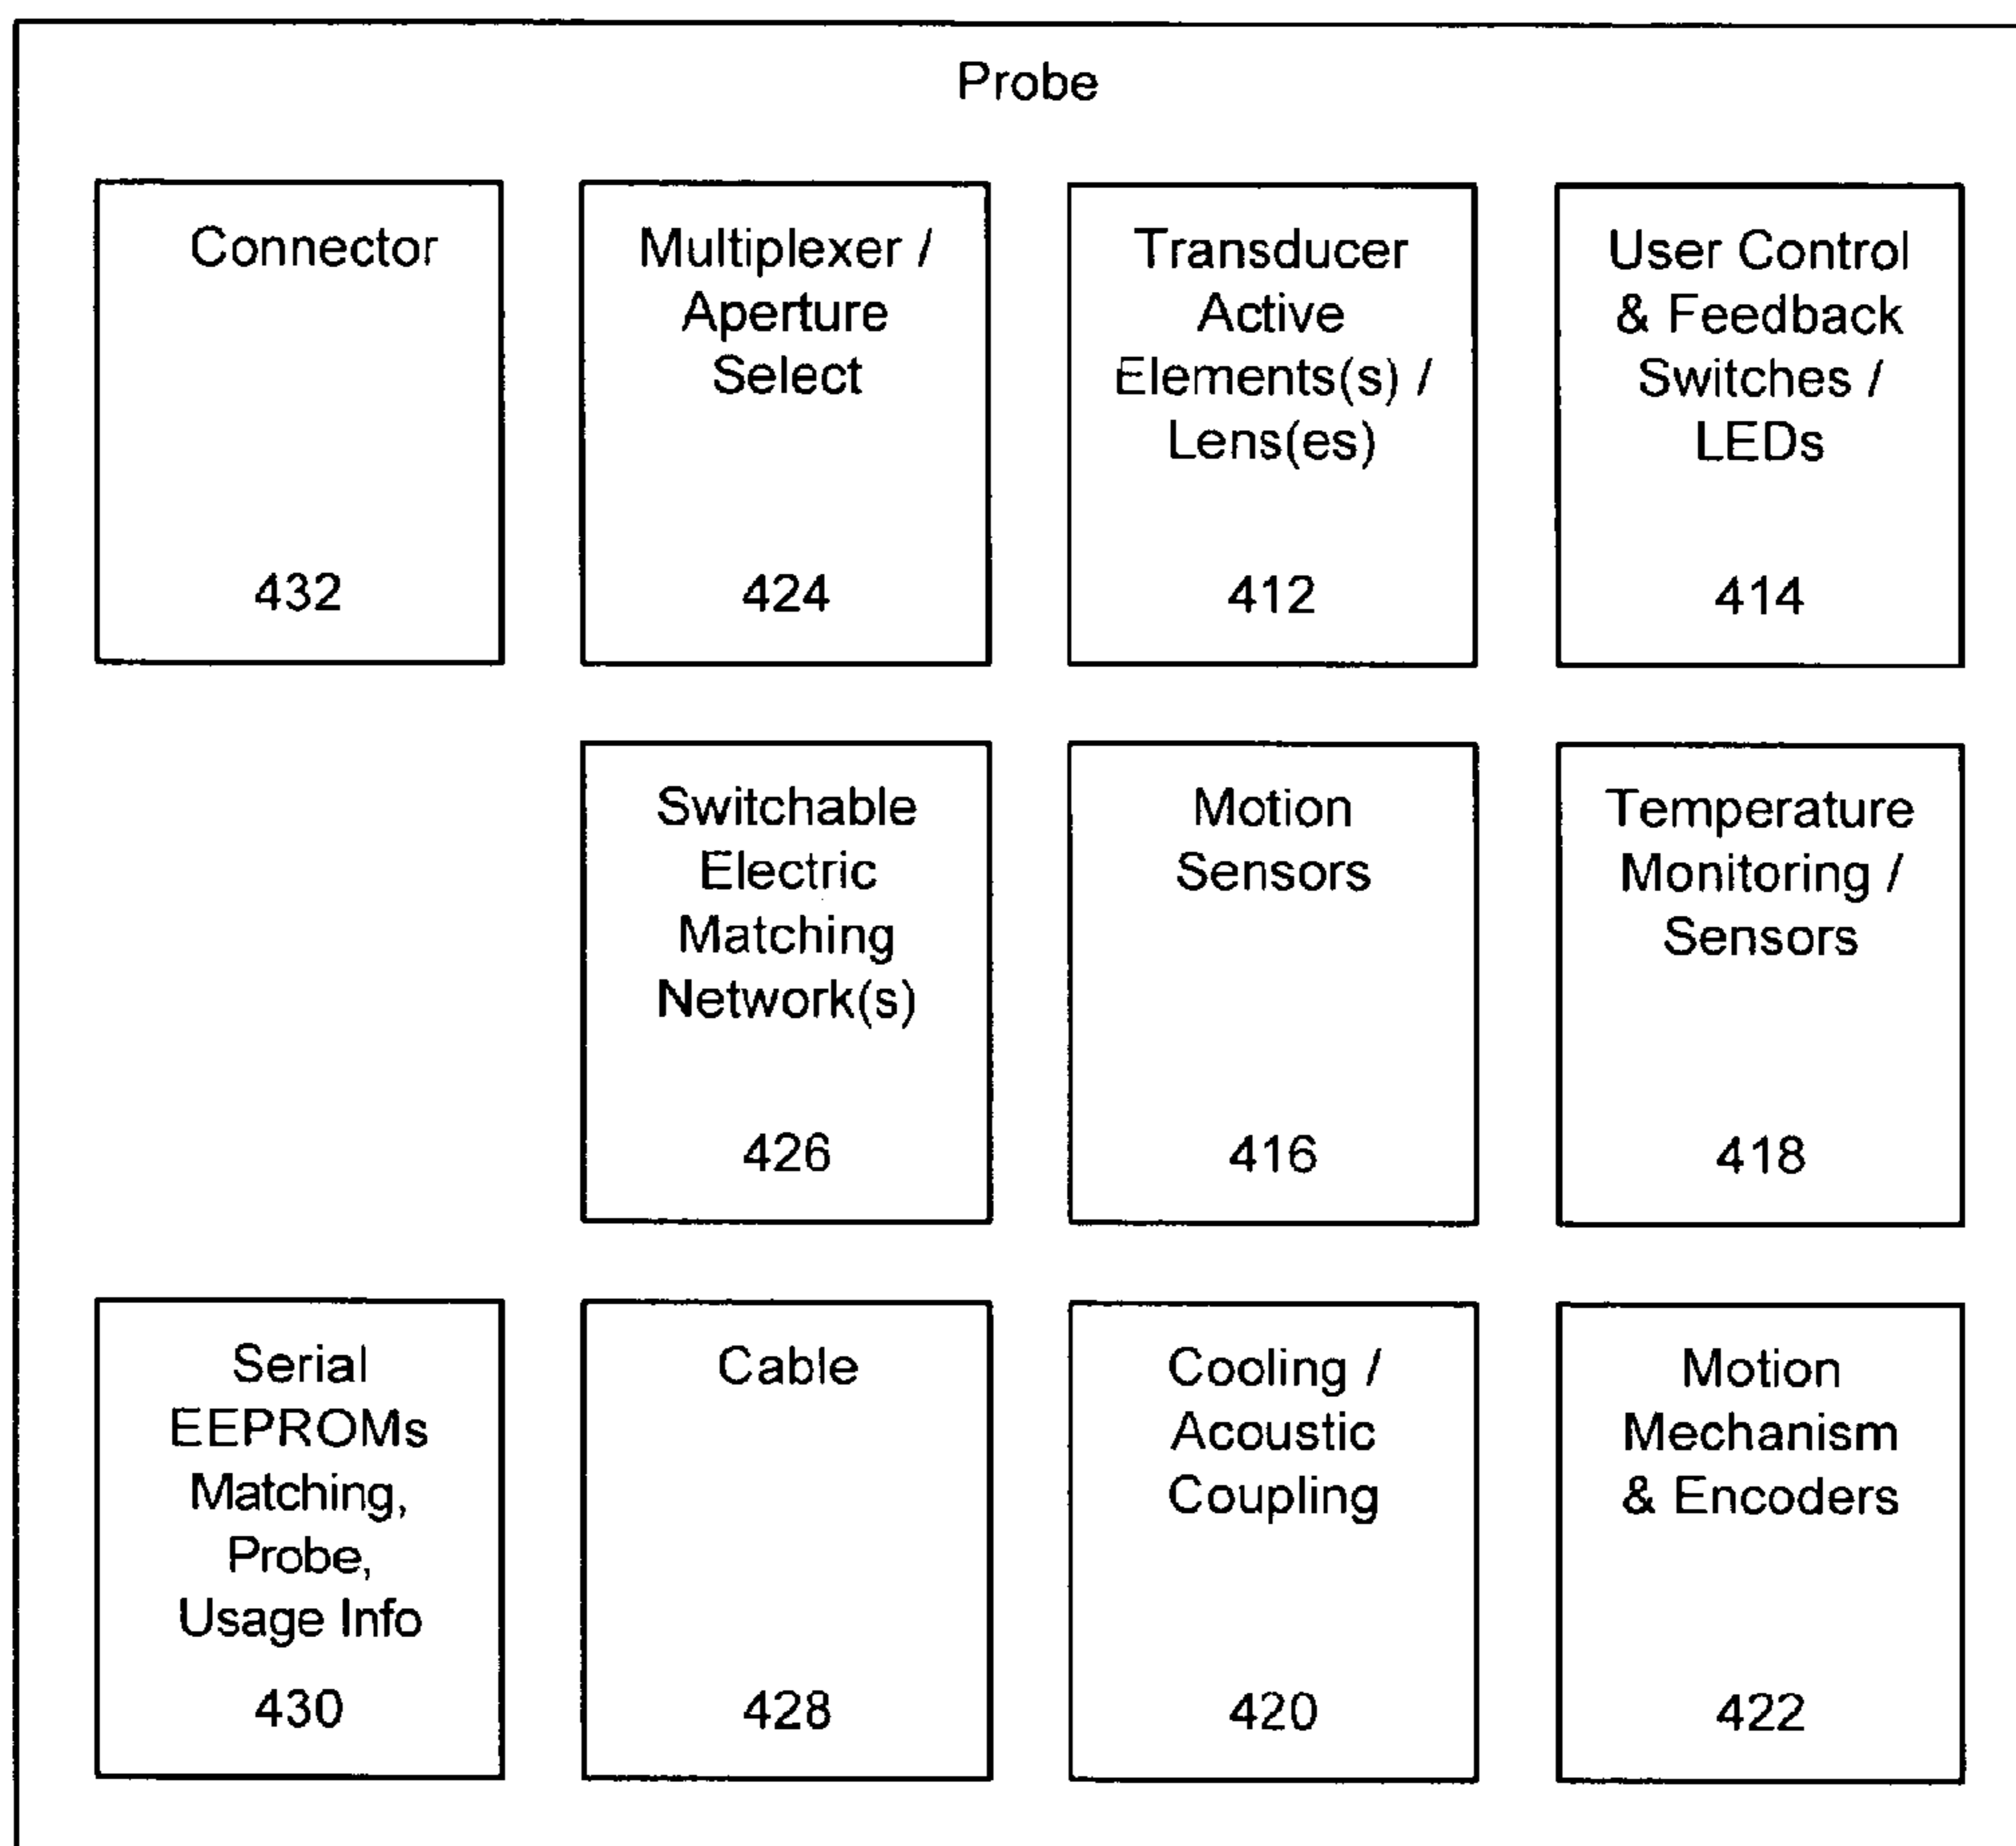 Probe
Connector
432
Multiplexer /
Aperture
Select
424
Transducer
Active
Elements(s) /
Lens(es)
412
User Control
& Feedback
Switches /
LEDs
414
Switchable
Electric
Matching
Network(s)
426
Motion
Sensors
416
Temperature
Monitoring /
Sensors
418
Serial
EEPROMs
Matching,
Probe,
Usage Info
430
Cable
428
Cooling /
Acoustic
Coupling
420
Motion
Mechanism
& Encoders
422